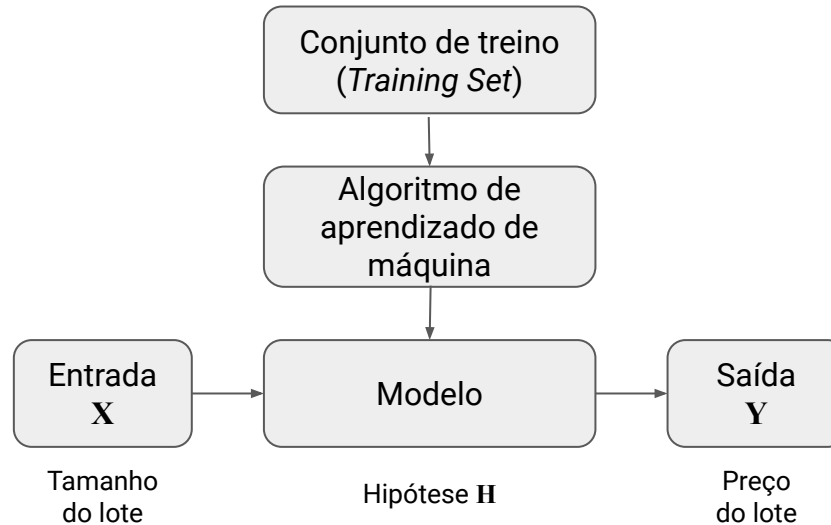 Conjunto de treino
(Training Set)
Algoritmo de
aprendizado de
máquina
Entrada
X
Modelo
Saída
Y
Tamanho
do lote
Hipótese H
Preço
do lote